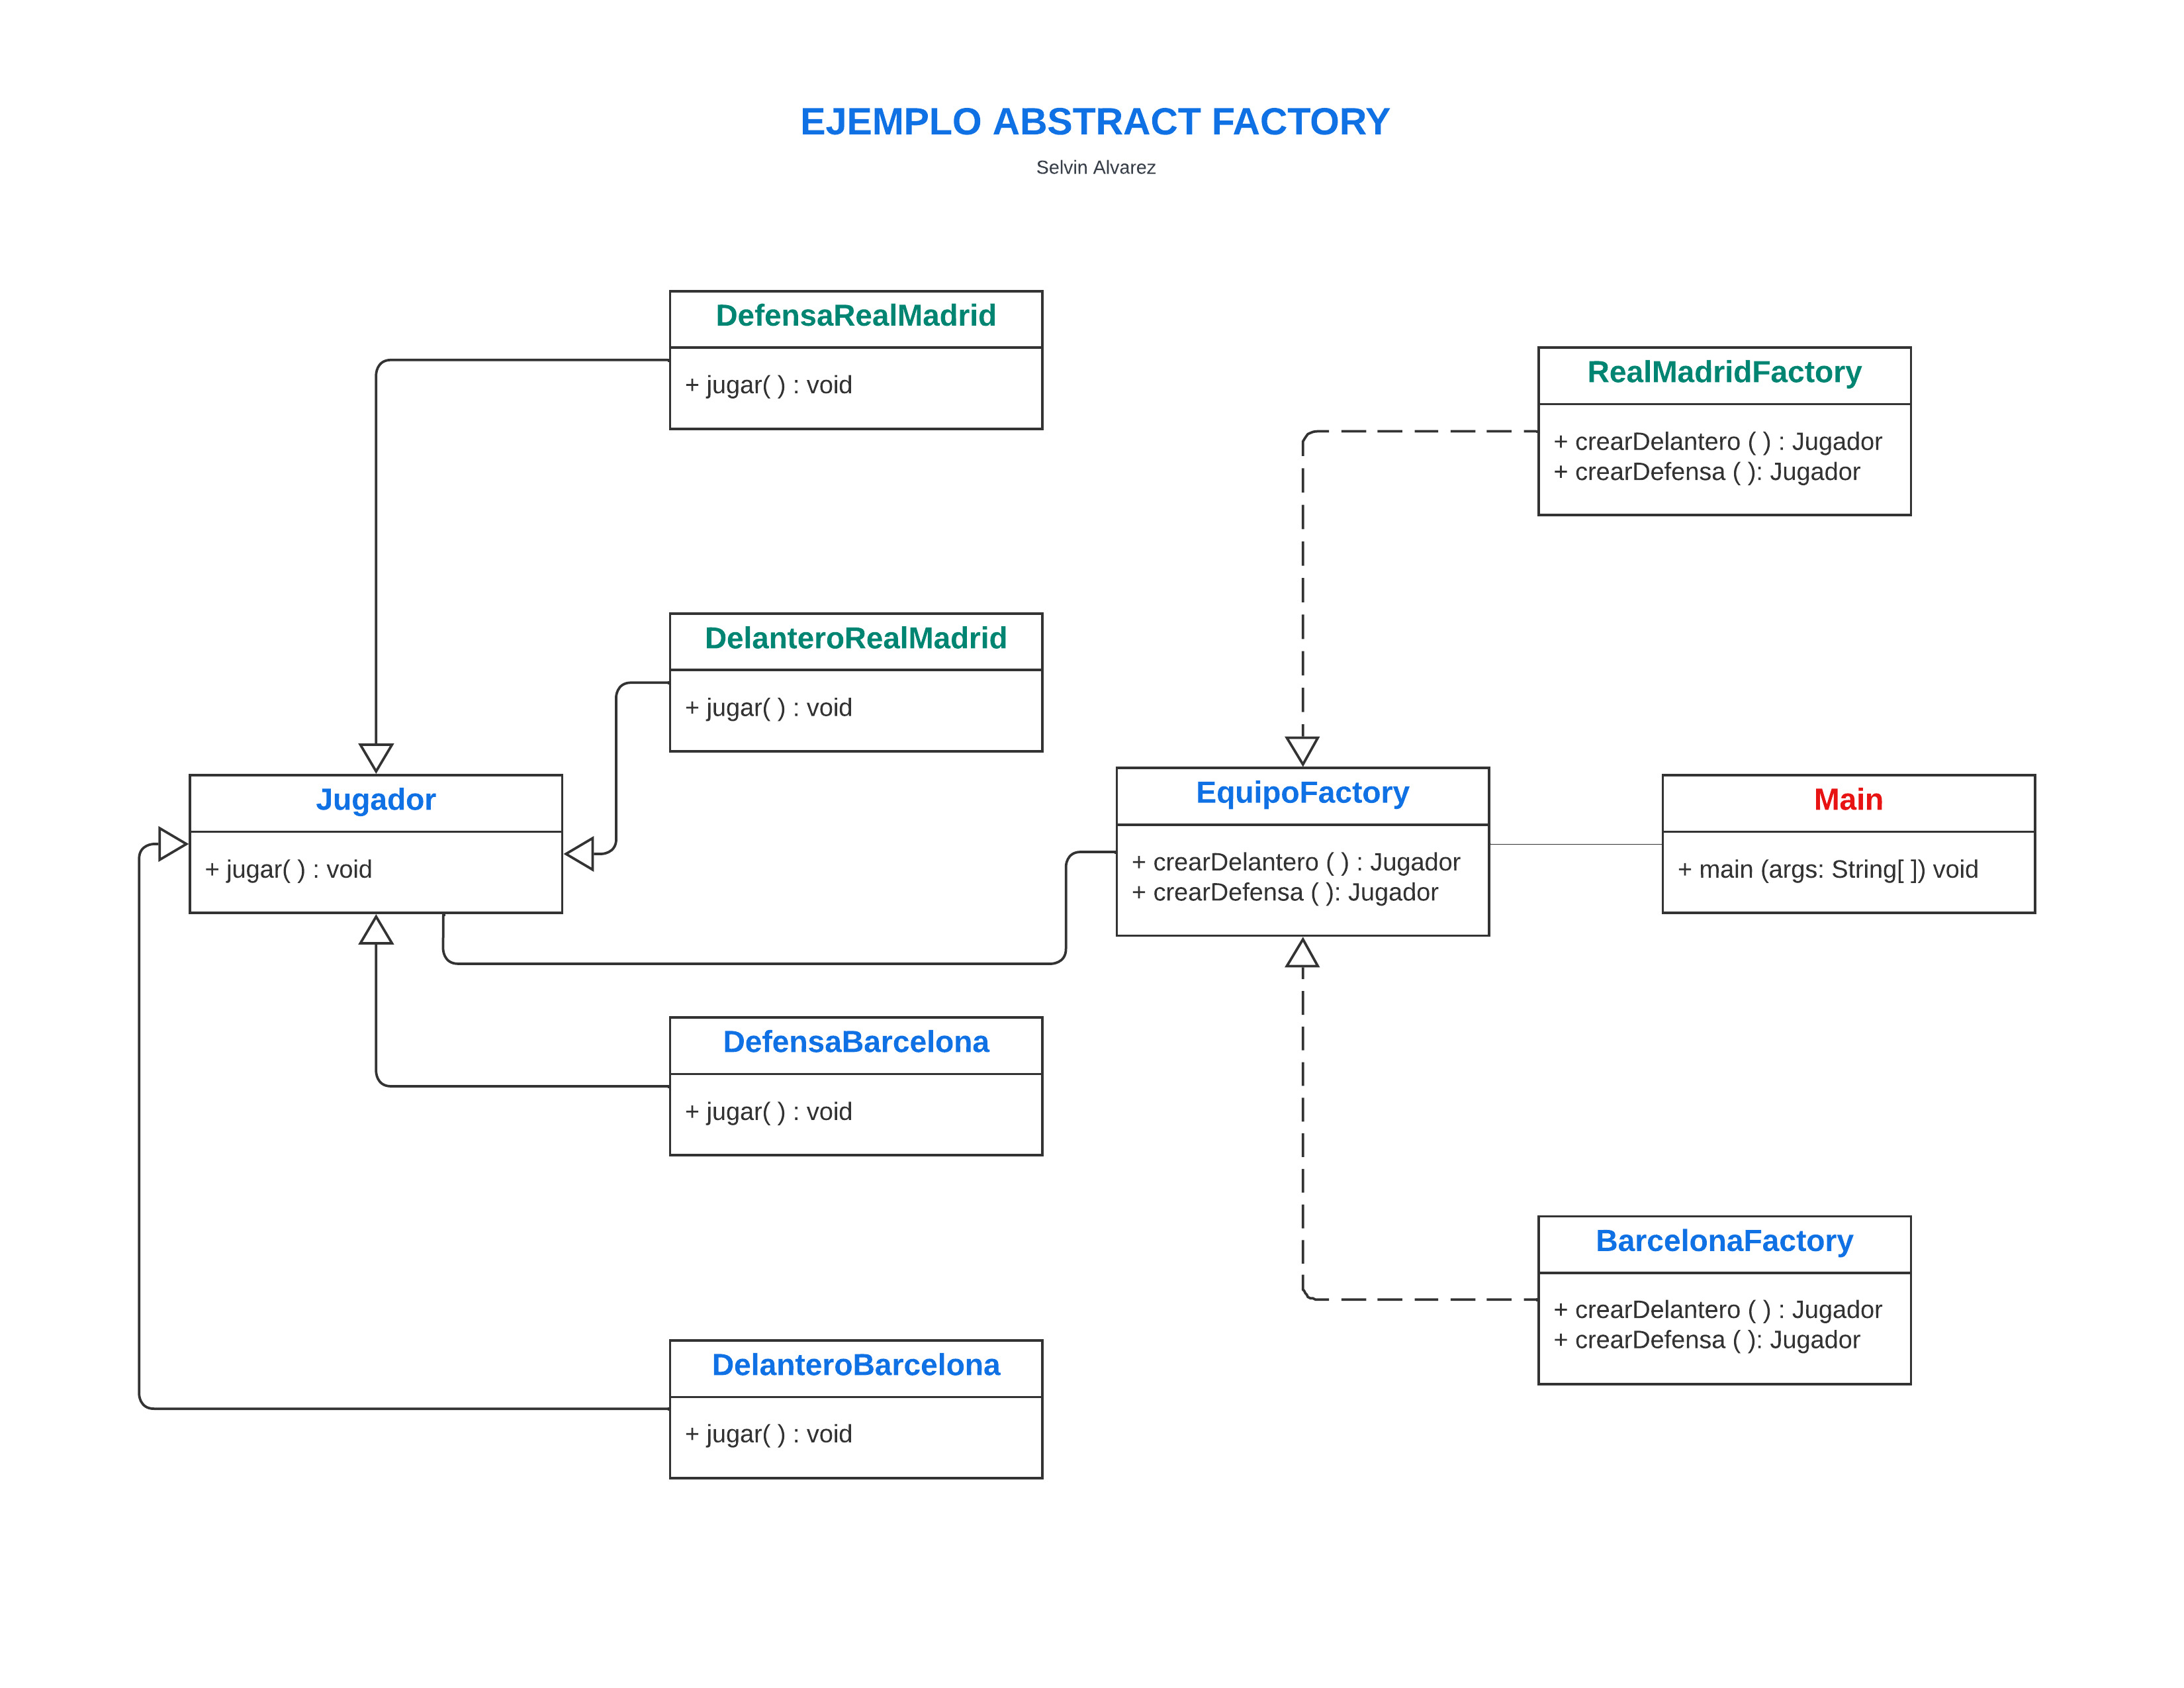 EJEMPLO ABSTRACT FACTORY
Selvin Alvarez
DefensaRealMadrid
+ jugar( ) : void
RealMadridFactory
+ crearDelantero ( ) : Jugador
+ crearDefensa ( ): Jugador
DelanteroRealMadrid
+ jugar( ) : void
Jugador
+ jugar( ) : void
EquipoFactory
+ crearDelantero ( ) : Jugador
+ crearDefensa ( ): Jugador
Main
+ main (args: String[ ]) void
DefensaBarcelona
+ jugar( ) : void
BarcelonaFactory
+ crearDelantero ( ) : Jugador
+ crearDefensa ( ): Jugador
DelanteroBarcelona
+ jugar( ) : void